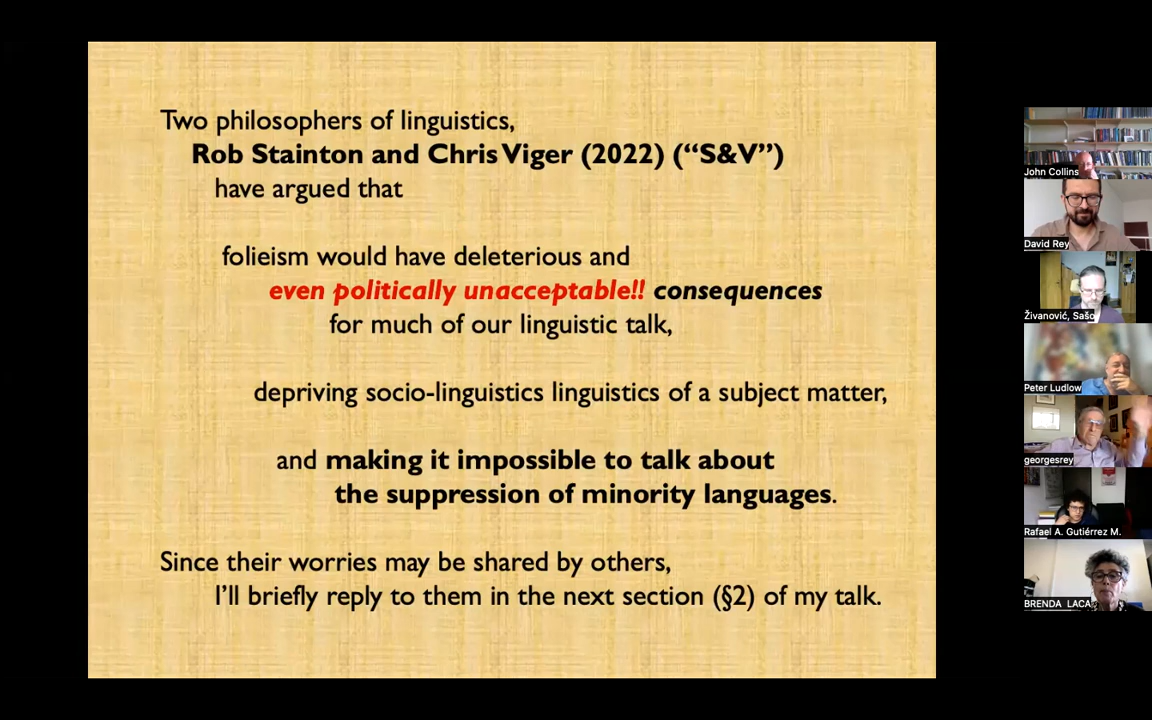 Two philosophers of linguistics,
Rob Stainton and Chris Viger (2022) (“S&V”)
have argued that
folieism would have deleterious and
even politically unacceptable!! consequences
for much of our linguistic talk,
depriving socio-linguistics linguistics of a subject matter,
and making it impossible to talk about
the suppression of minority languages.
Since their worries may be shared by others,
I’ll briefly reply to them in the next section (§2) of my talk.
John Collins
David Rey
Živanović, Sašo
Peter Ludlow
georgesrey
Rafael A. Gutiérrez M.
BRENDA LACA